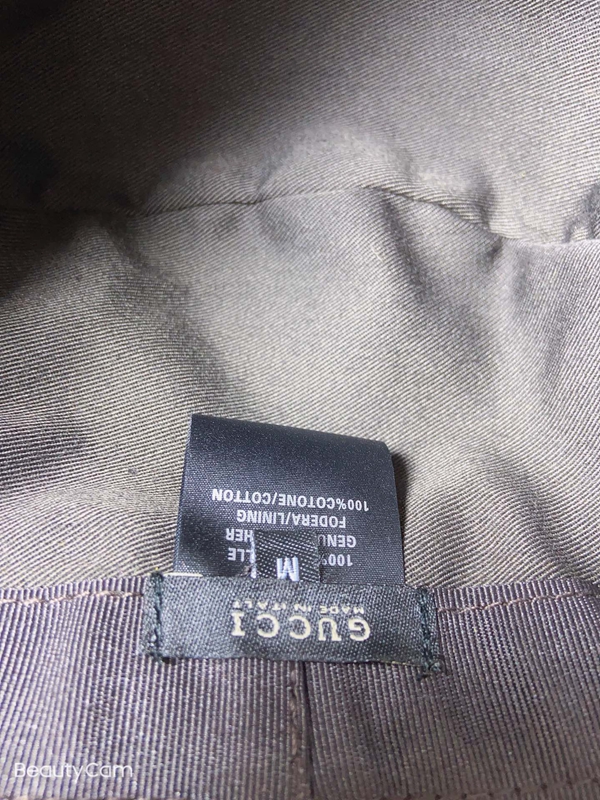 GUCCI
MADE IN ITALY
M
100% LLE
GENU HER
FODERA/LINING
100%COTONE/COTTON
BeautyCam